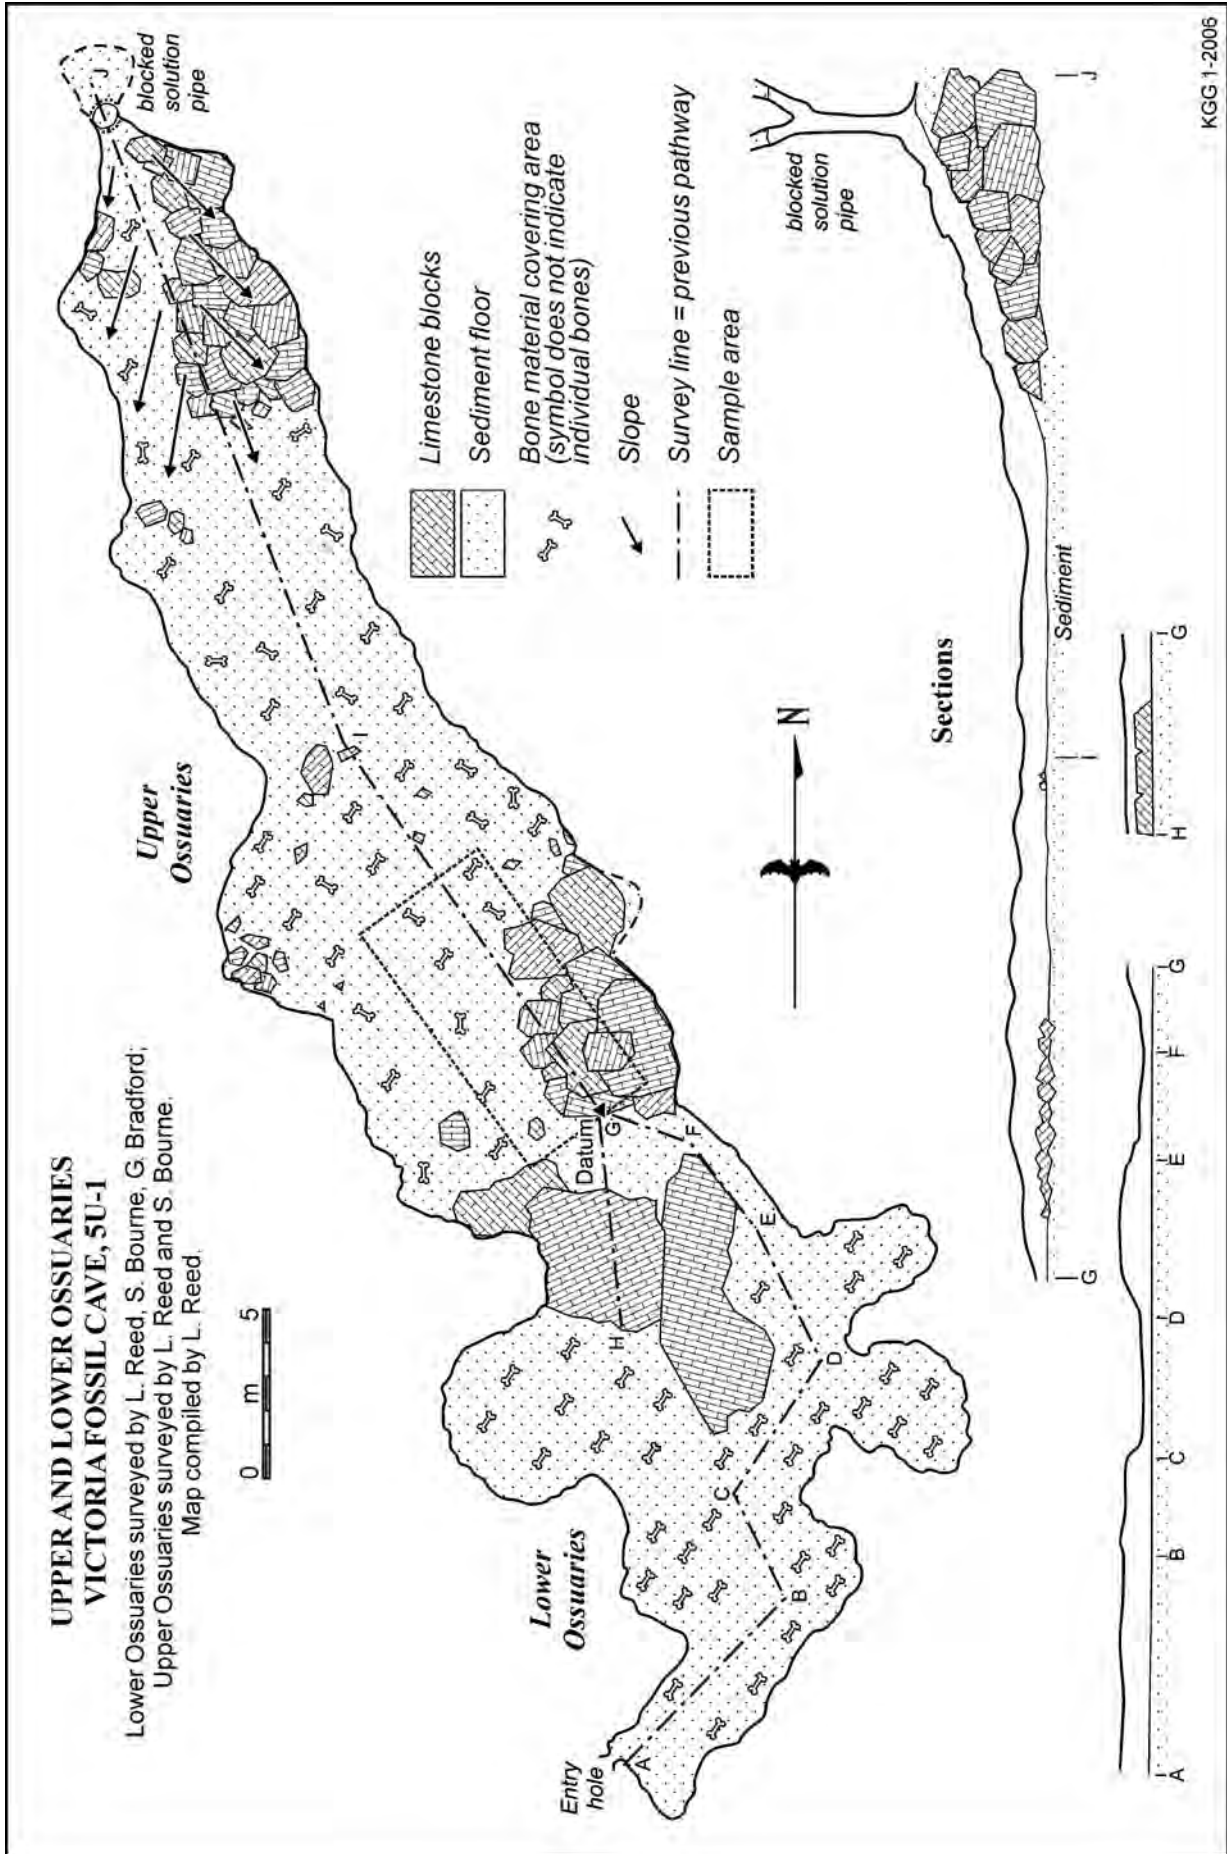 UPPER AND LOWER OSSUARIES
VICTORIA FOSSIL CAVE, 5U-1
Lower Ossuaries surveyed by L. Reed, S. Bourne, G. Bradford;
Upper Ossuaries surveyed by L. Reed and S. Bourne.
Map compiled by L. Reed.
0 m 5
Upper
Ossuaries
J
blocked
solution
pipe
I
Datum
G
H
F
E
D
C
B
A
Lower
Ossuaries
Entry
hole
Limestone blocks
Sediment floor
Bone material covering area
(symbol does not indicate
individual bones)
Slope
Survey line = previous pathway
Sample area
N
Sections
blocked
solution
pipe
Sediment
G
I
J
H
G
A
B
C
D
E
F
G
KGG 1-2006